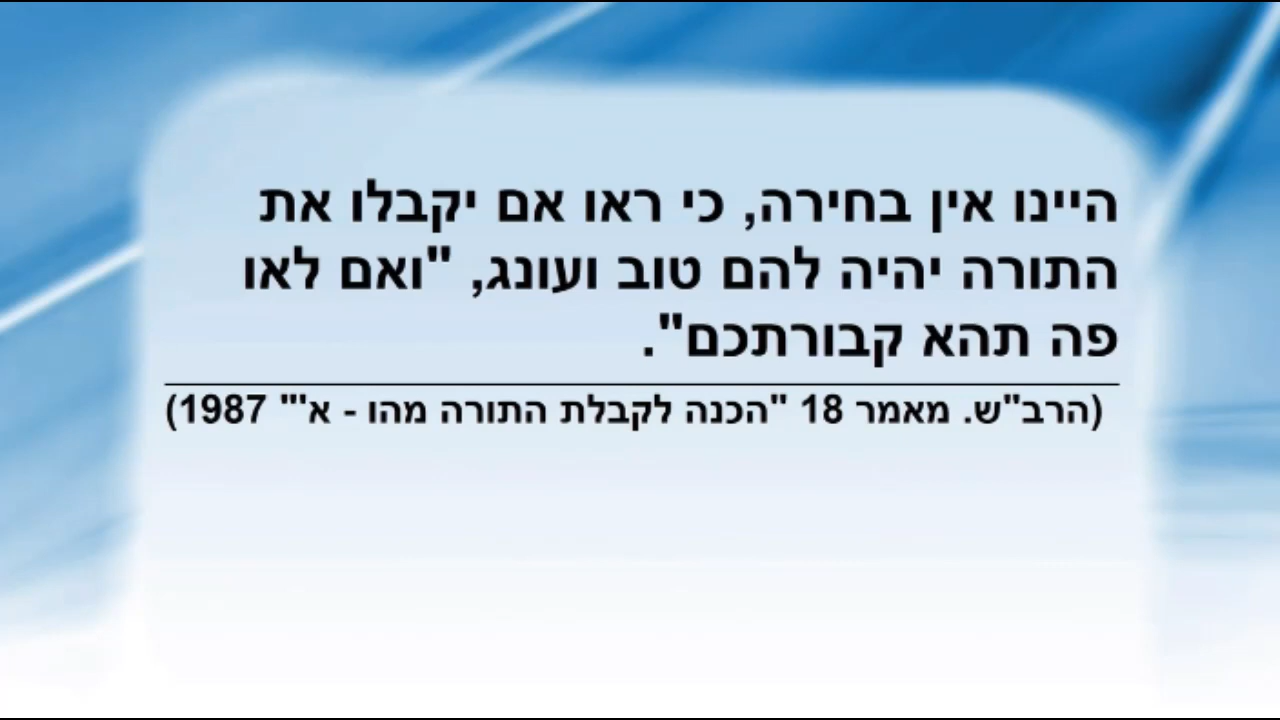 היינו אין בחירה, כי ראו אם יקבלו את
התורה יהיה להם טוב ועונג, "ואם לאו
פה תהא קבורתכם".
(הרב"ש. מאמר 18 "הכנה לקבלת התורה מהו - א'" 1987)